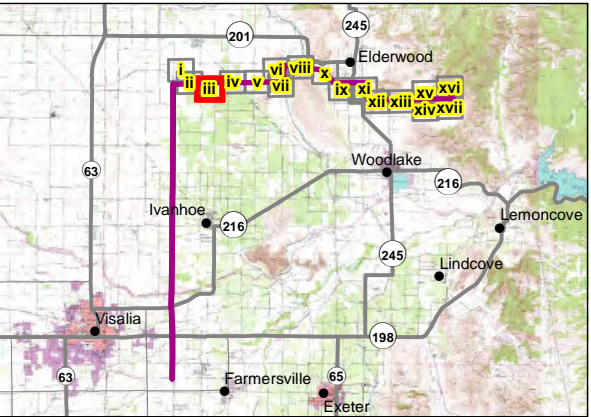 245
201
Elderwood
i
ii
iii
iv
v
vi
vii
viii
x
ix
xi
xii
xiii
xv
xvi
xiv
xvii
63
Woodlake
216
Ivanhoe
216
Lemoncove
245
Lindcove
Visalia
198
63
Farmersville
65
Exeter